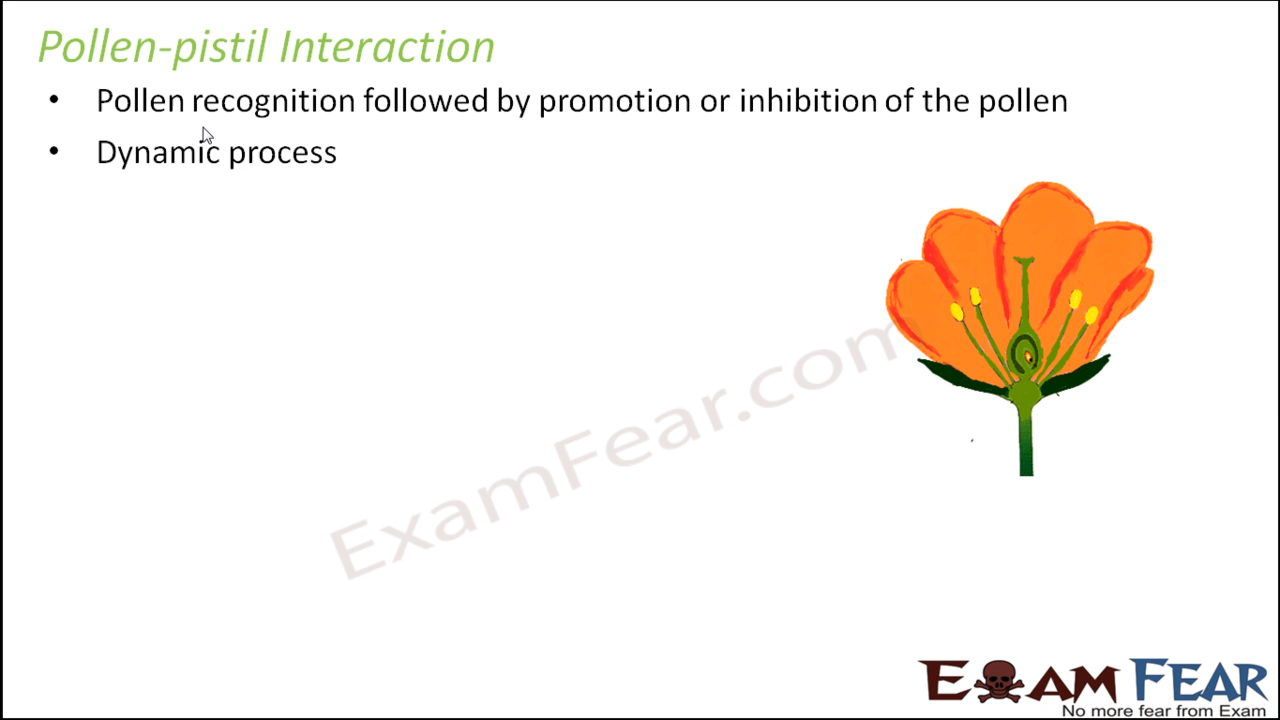 Pollen-pistil Interaction
• Pollen recognition followed by promotion or inhibition of the pollen
• Dynamic process
ExamFear.com
EXAM FEAR
No more fear from Exam